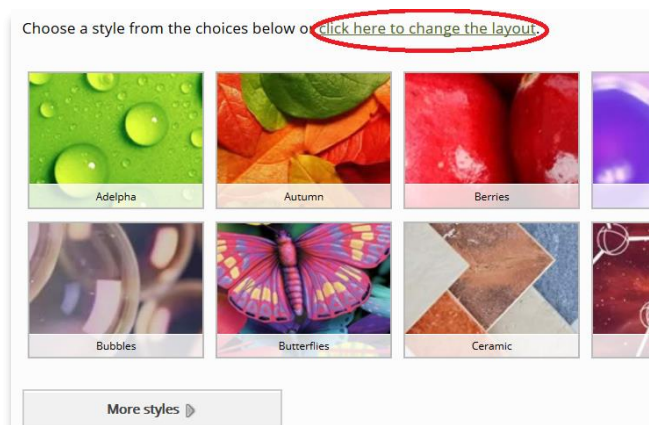 Choose a style from the choices below or click here to change the layout.
Adelpha Autumn Berries
Bubbles Butterflies Ceramic
More styles